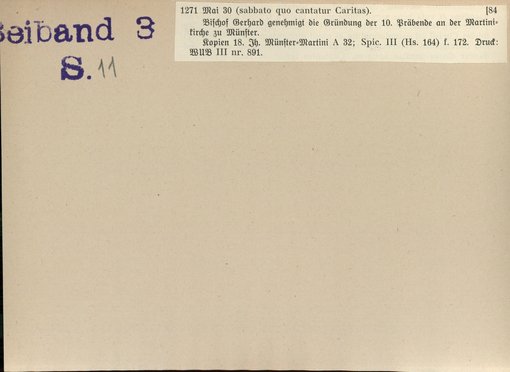 Beiband 3
S. 11
1271 Mai 30 (sabbato quo cantatur Caritas). [84
Bischof Gerhard genehmigt die Gründung der 10. Präbende an der Martini-
kirche zu Münster.
Kopien 18. Jh. Münster-Martini A 32; Spic. III (Hs. 164) f. 172. Druck:
WUB III nr. 891.